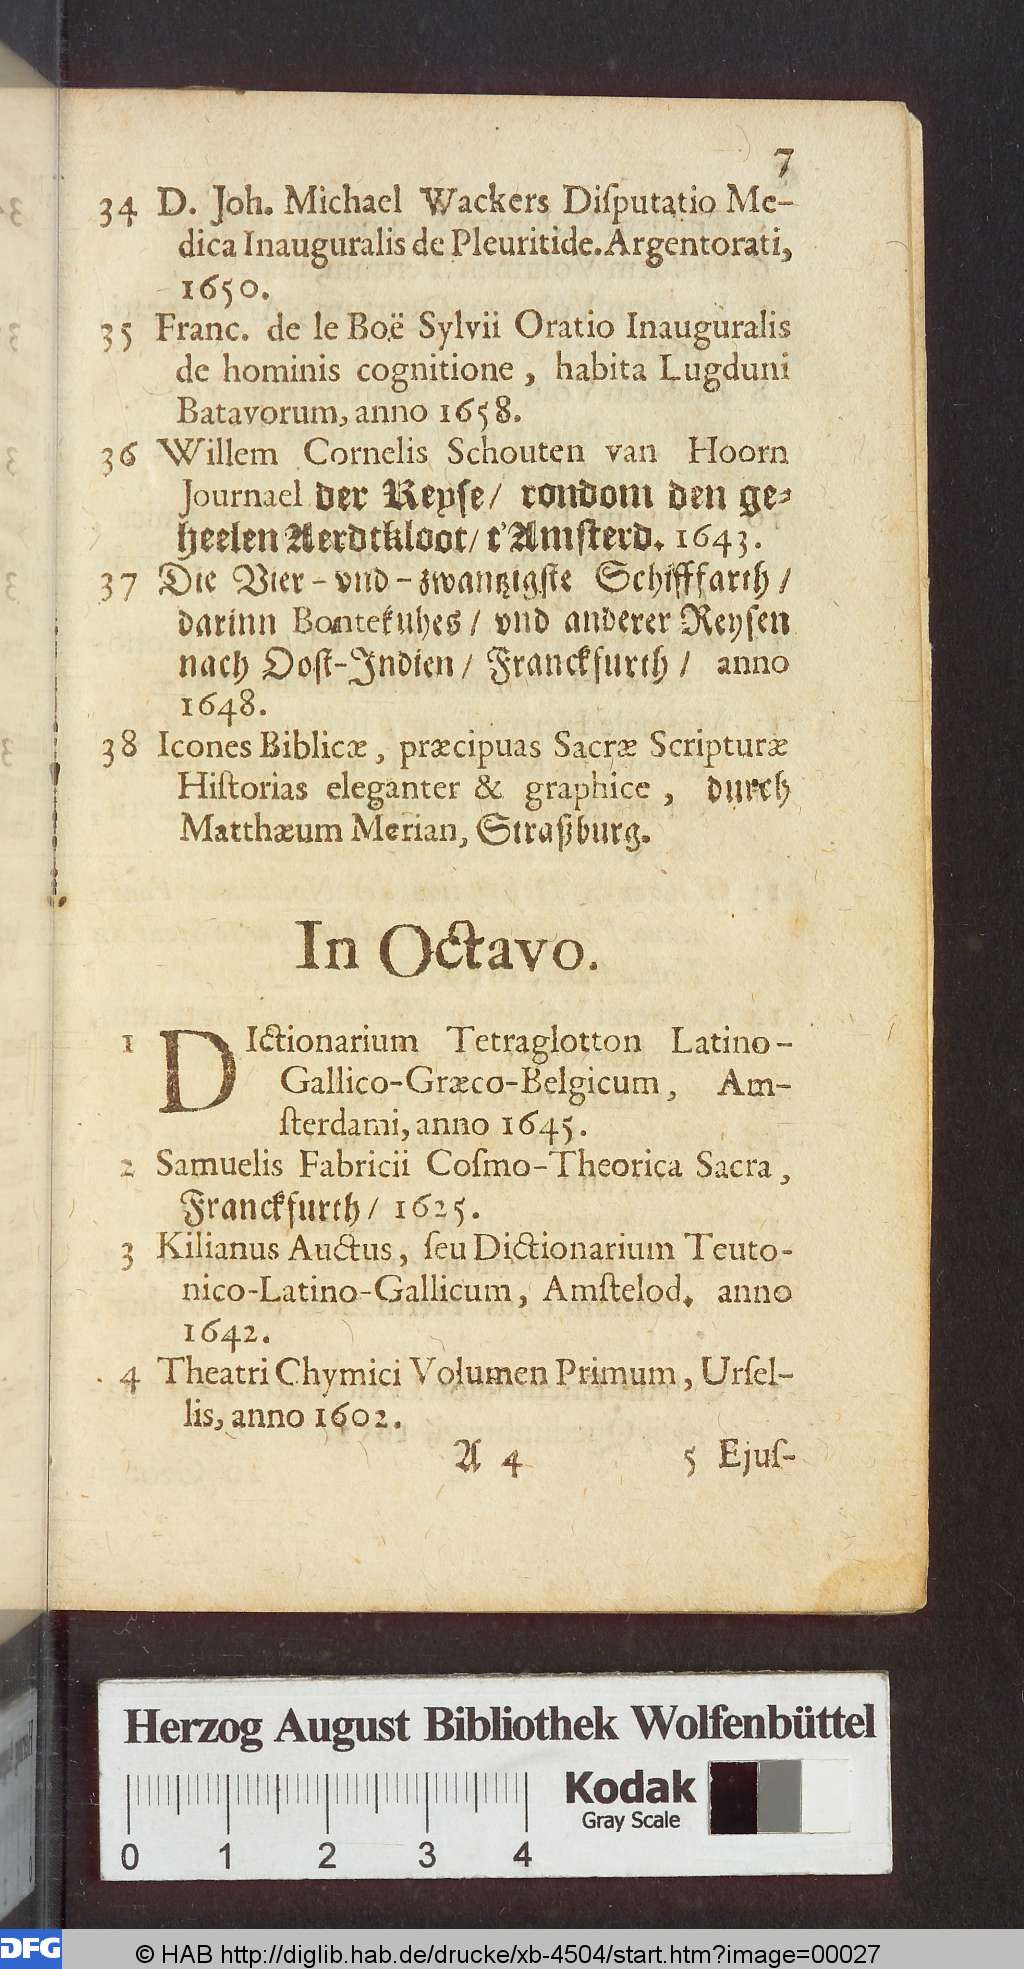 7
34 D. Joh. Michael Wackers Diſputatio Me-
dica Inauguralis de Pleuritide. Argentorati,
1650.
35 Franc. de le Boë Sylvii Oratio Inauguralis
de hominis cognitione, habita Lugduni
Batavorum, anno 1658.
36 Willem Cornelis Schouten van Hoorn
Journael der Reyſe/ rondom den ge⸗
heelen Aerdtkloot/ t'Amſterd. 1643.
37 Die Vier-vnd-zwantzigſte Schifffarth/
darinn Bontekuhes/ vnd anderer Reyſen
nach Ooſt-Indien/ Franckfurth/ anno
1648.
38 Icones Biblicæ, præcipuas Sacræ Scripturæ
Hiſtorias eleganter & graphice, durch
Matthæum Merian, Straßburg.
In Octavo.
1 DIctionarium Tetraglotton Latino-
Gallico-Græco-Belgicum, Am-
ſterdami, anno 1645.
2 Samuelis Fabricii Coſmo-Theorica Sacra,
Franckfurth/ 1625.
3 Kilianus Auctus, ſeu Dictionarium Teuto-
nico-Latino-Gallicum, Amſtelod. anno
1642.
4 Theatri Chymici Volumen Primum, Urſel-
lis, anno 1602.
A 4 5 Ejuſ-
Herzog August Bibliothek Wolfenbüttel
Kodak
Gray Scale
0 1 2 3 4
DFG © HAB http://diglib.hab.de/drucke/xb-4504/start.htm?image=00027